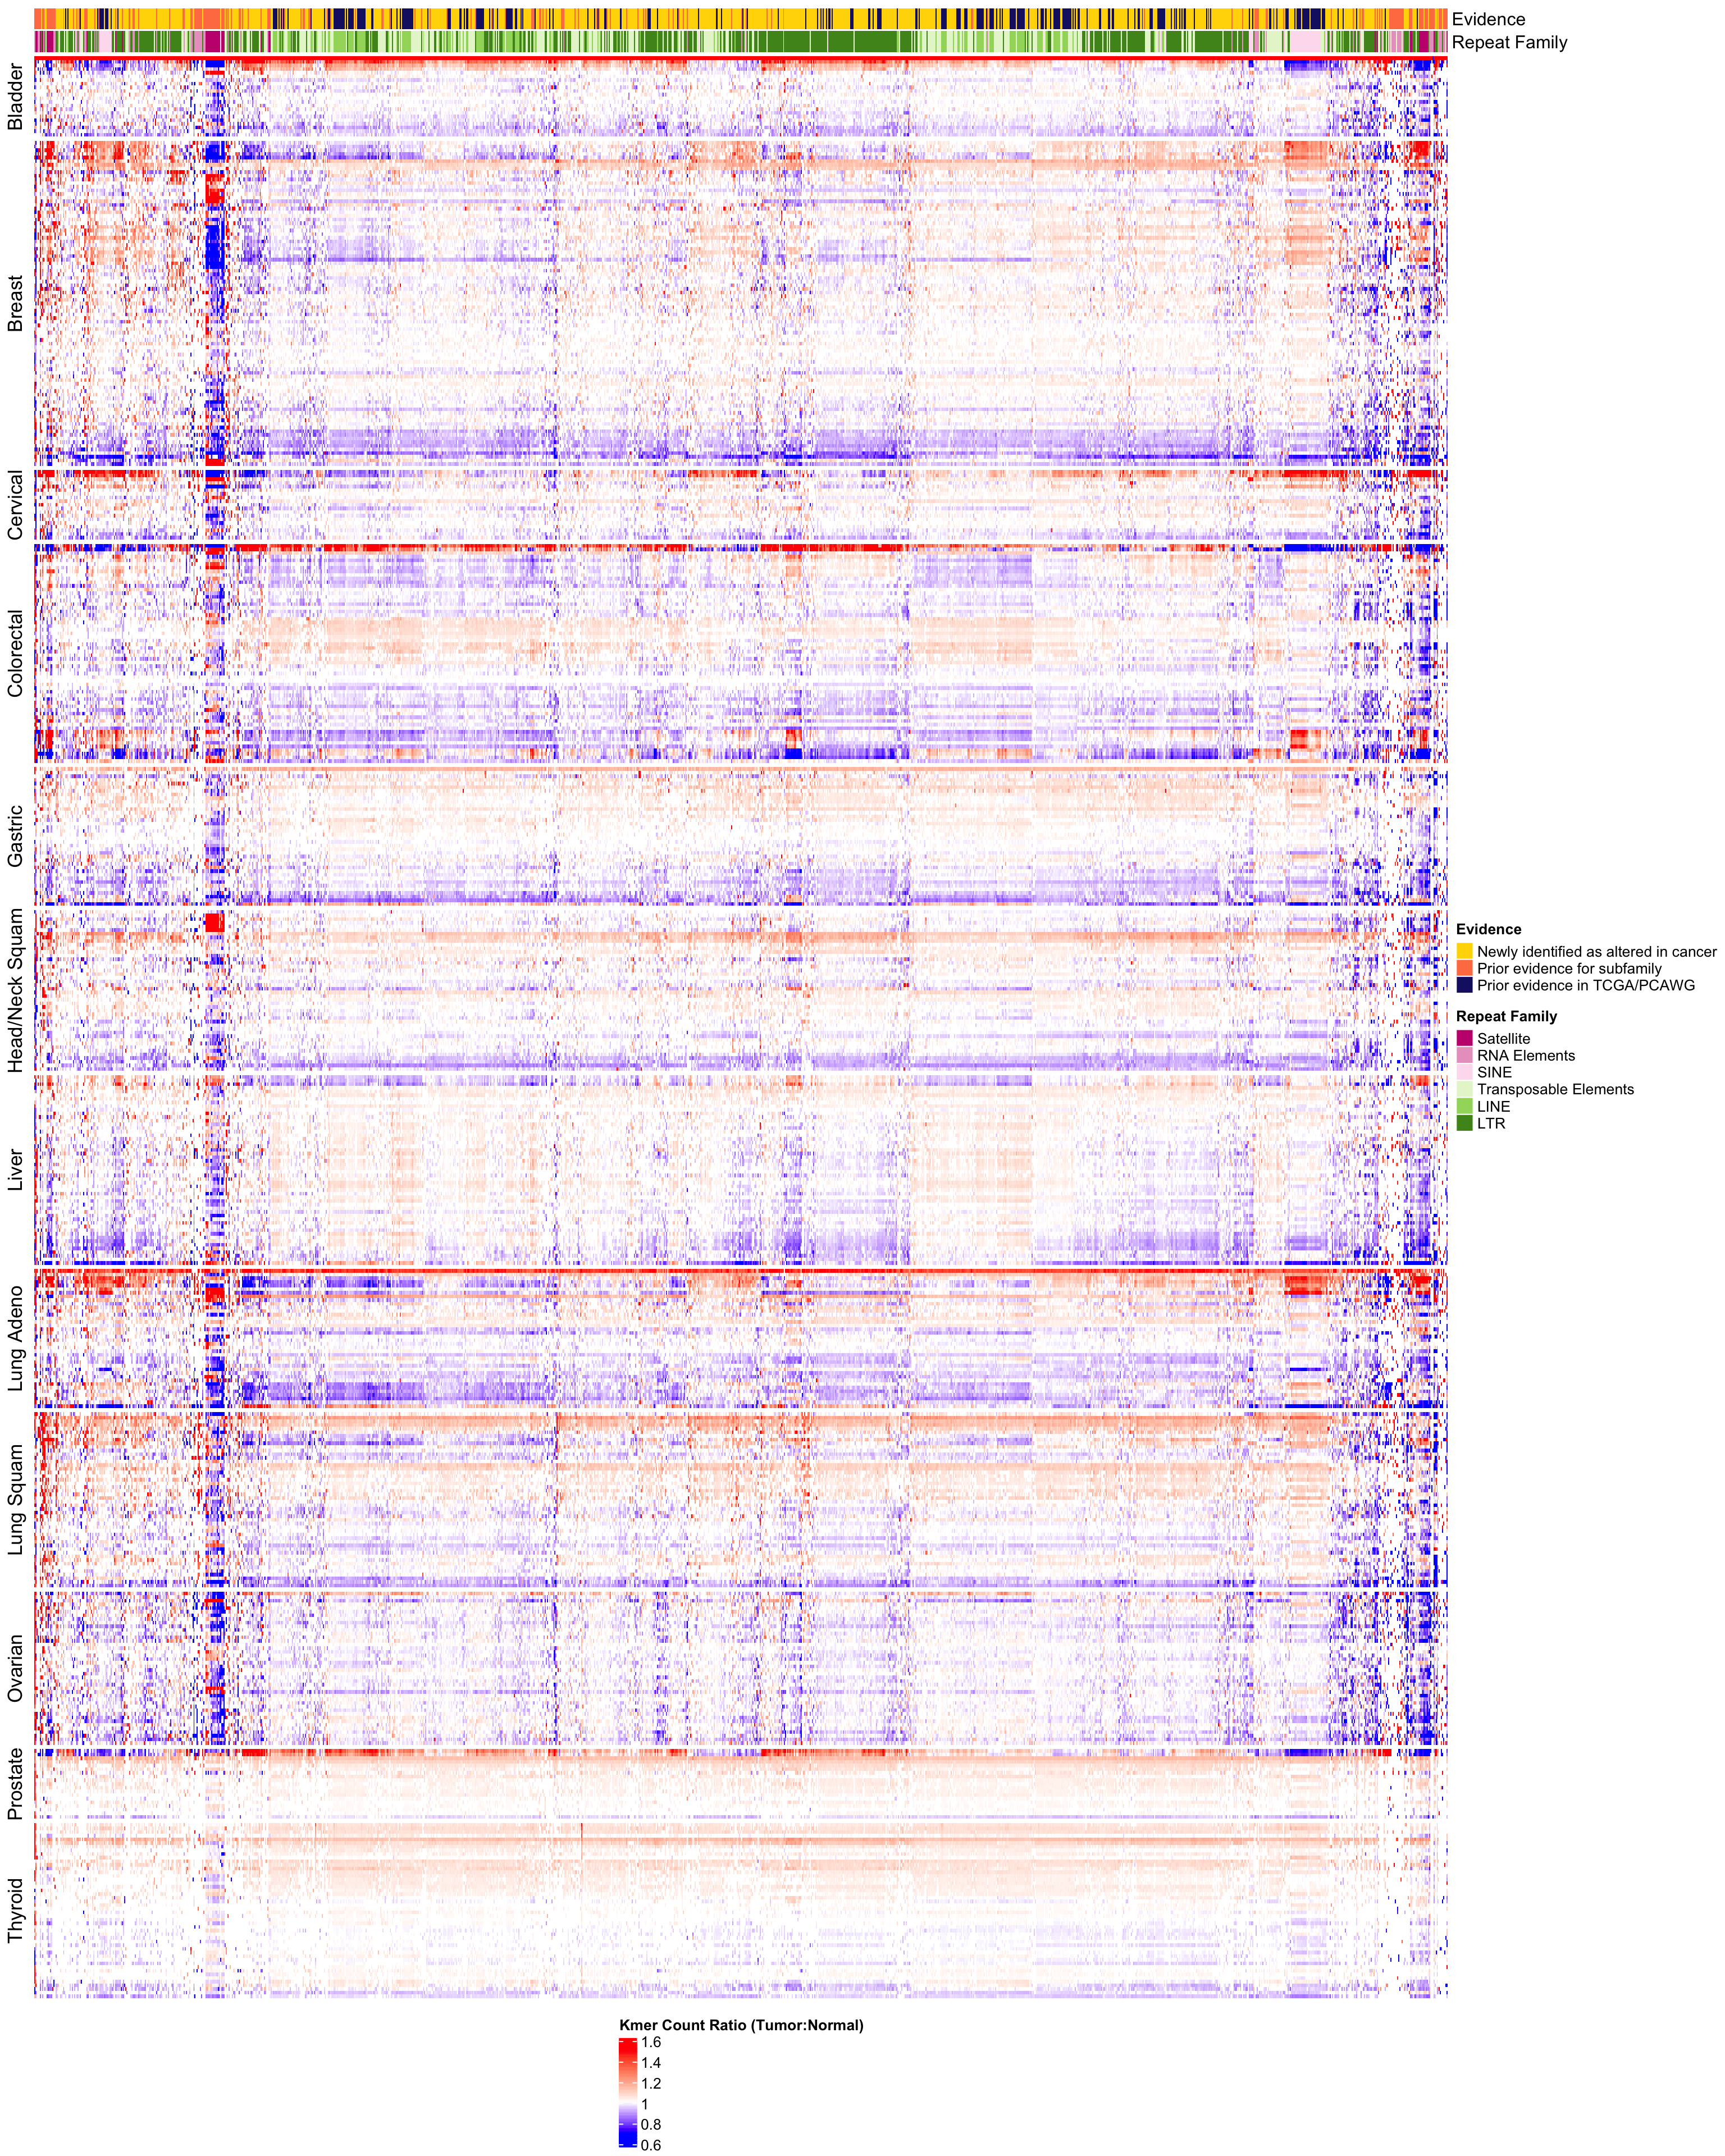 Evidence
Repeat Family
Bladder
Breast
Cervical
Colorectal
Gastric
Head/Neck Squam
Liver
Lung Adeno
Lung Squam
Ovarian
Prostate
Thyroid
Evidence
Newly identified as altered in cancer
Prior evidence for subfamily
Prior evidence in TCGA/PCAWG
Repeat Family
Satellite
RNA Elements
SINE
Transposable Elements
LINE
LTR
Kmer Count Ratio (Tumor:Normal)
1.6
1.4
1.2
1
0.8
0.6